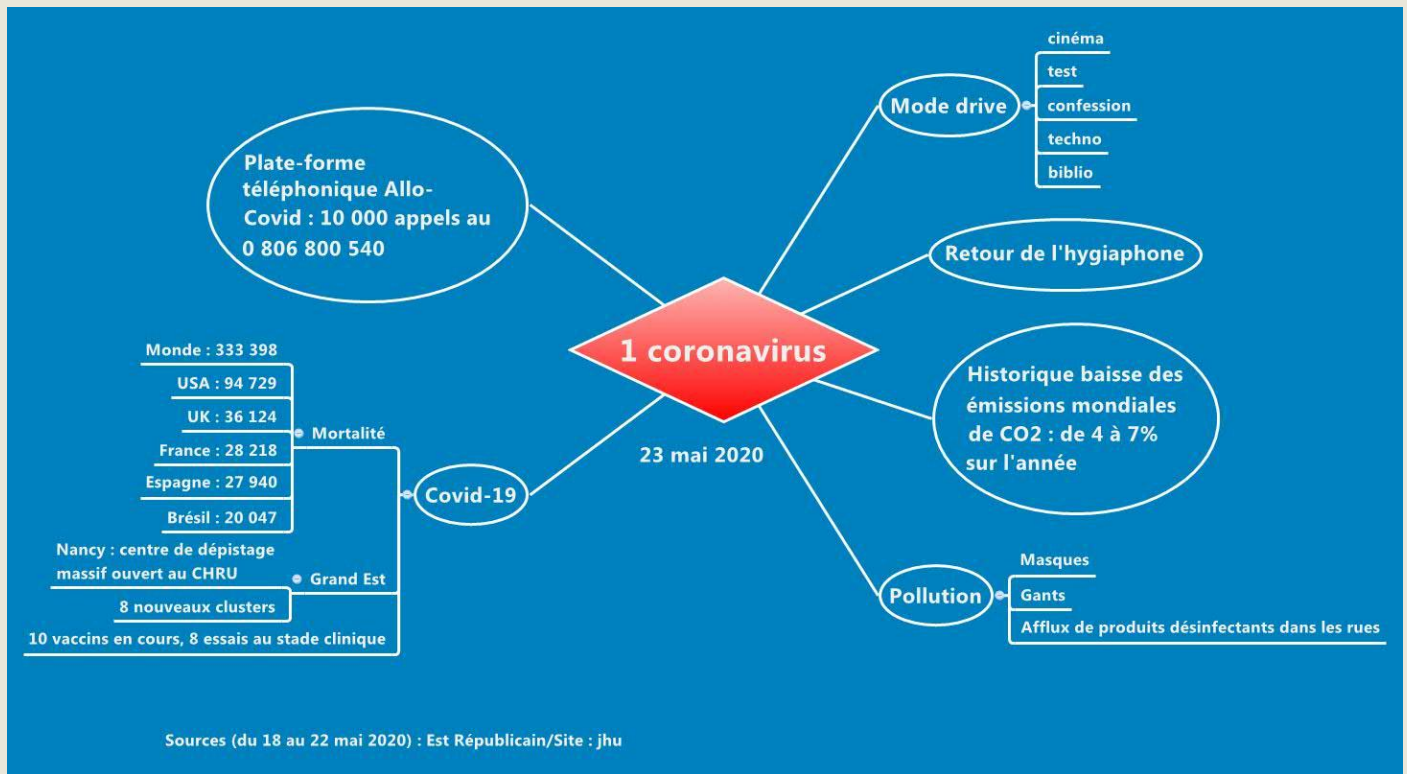 1 coronavirus
23 mai 2020
Plate-forme
téléphonique Allo-
Covid : 10 000 appels au
0 806 800 540
Mode drive
cinéma
test
confession
techno
biblio
Retour de l'hygiaphone
Historique baisse des
émissions mondiales
de CO2 : de 4 à 7%
sur l'année
Pollution
Masques
Gants
Afflux de produits désinfectants dans les rues
Covid-19
Mortalité
Monde : 333 398
USA : 94 729
UK : 36 124
France : 28 218
Espagne : 27 940
Brésil : 20 047
Grand Est
Nancy : centre de dépistage
massif ouvert au CHRU
8 nouveaux clusters
10 vaccins en cours, 8 essais au stade clinique
Sources (du 18 au 22 mai 2020) : Est Républicain/Site : jhu